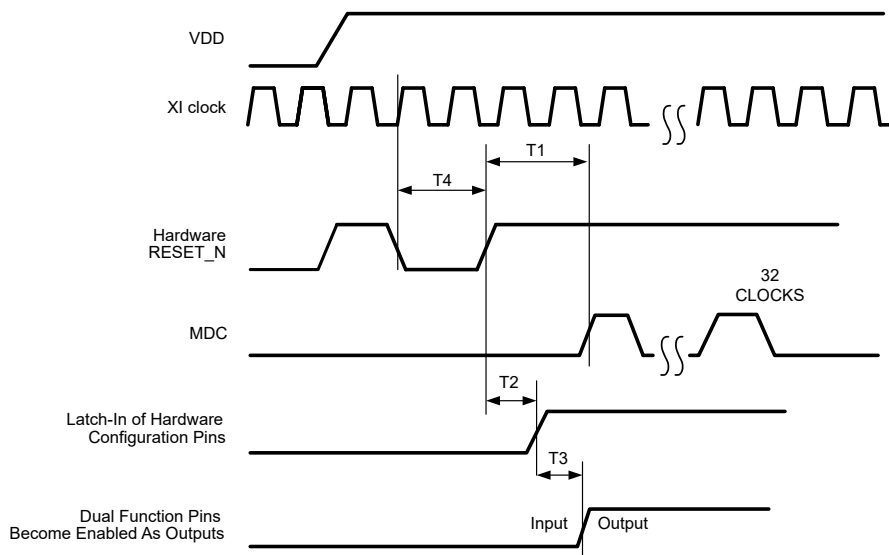 VDD
XI clock
T1
T4
Hardware
RESET_N
32
CLOCKS
MDC
T2
Latch-In of Hardware
Configuration Pins
T3
Dual Function Pins
Become Enabled As Outputs
Input
Output